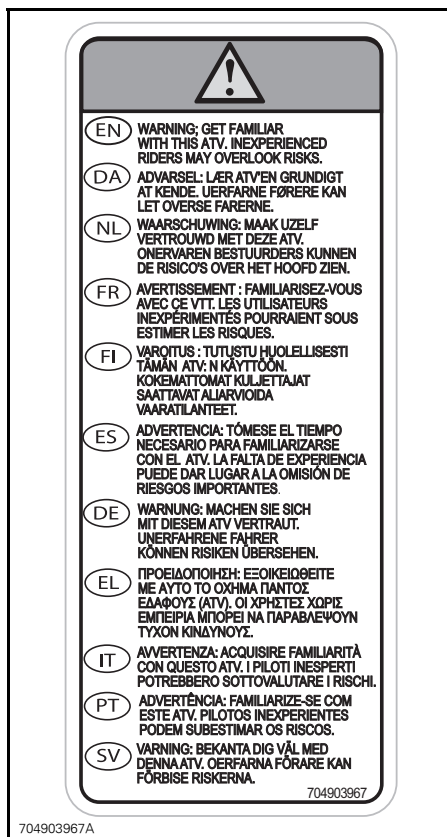 EN WARNING; GET FAMILIAR
WITH THIS ATV. INEXPERIENCED
RIDERS MAY OVERLOOK RISKS.
DA ADVARSEL: LÆR ATV'EN GRUNDIGT
AT KENDE. UERFARNE FØRERE KAN
LET OVERSE FARERNE.
NL WAARSCHUWING: MAAK UZELF
VERTROUWD MET DEZE ATV.
ONERVAREN BESTUURDERS KUNNEN
DE RISICO'S OVER HET HOOFD ZIEN.
FR AVERTISSEMENT : FAMILIARISEZ-VOUS
AVEC CE VTT. LES UTILISATEURS
INEXPÉRIMENTÉS POURRAIENT SOUS
ESTIMER LES RISQUES.
FI VAROITUS : TUTUSTU HUOLELLISESTI
TÄMÄN ATV: N KÄYTTÖÖN.
KOKEMATTOMAT KULJETTAJAT
SAATTAVAT ALIARVIOIDA
VAARATILANTEET.
ES ADVERTENCIA: TÓMESE EL TIEMPO
NECESARIO PARA FAMILIARIZARSE
CON EL ATV. LA FALTA DE EXPERIENCIA
PUEDE DAR LUGAR A LA OMISIÓN DE
RIESGOS IMPORTANTES.
DE WARNUNG: MACHEN SIE SICH
MIT DIESEM ATV VERTRAUT.
UNERFAHRENE FAHRER
KÖNNEN RISIKEN ÜBERSEHEN.
EL ΠΡΟΕΙΔΟΠΟΙΗΣΗ: ΕΞΟΙΚΕΙΩΘΕΙΤΕ
ΜΕ ΑΥΤΟ ΤΟ ΟΧΗΜΑ ΠΑΝΤΟΣ
ΕΔΑΦΟΥΣ (ATV). ΟΙ ΧΡΗΣΤΕΣ ΧΩΡΙΣ
ΕΜΠΕΙΡΙΑ ΜΠΟΡΕΙ ΝΑ ΠΑΡΑΒΛΕΨΟΥΝ
ΤΥΧΟΝ ΚΙΝΔΥΝΟΥΣ.
IT AVVERTENZA: ACQUISIRE FAMILIARITÀ
CON QUESTO ATV. I PILOTI INESPERTI
POTREBBERO SOTTOVALUTARE I RISCHI.
PT ADVERTÊNCIA: FAMILIARIZE-SE COM
ESTE ATV. PILOTOS INEXPERIENTES
PODEM SUBESTIMAR OS RISCOS.
SV VARNING: BEKANTA DIG VÄL MED
DENNA ATV. OERFARNA FÖRARE KAN
FÖRBISE RISKERNA.
704903967
704903967A